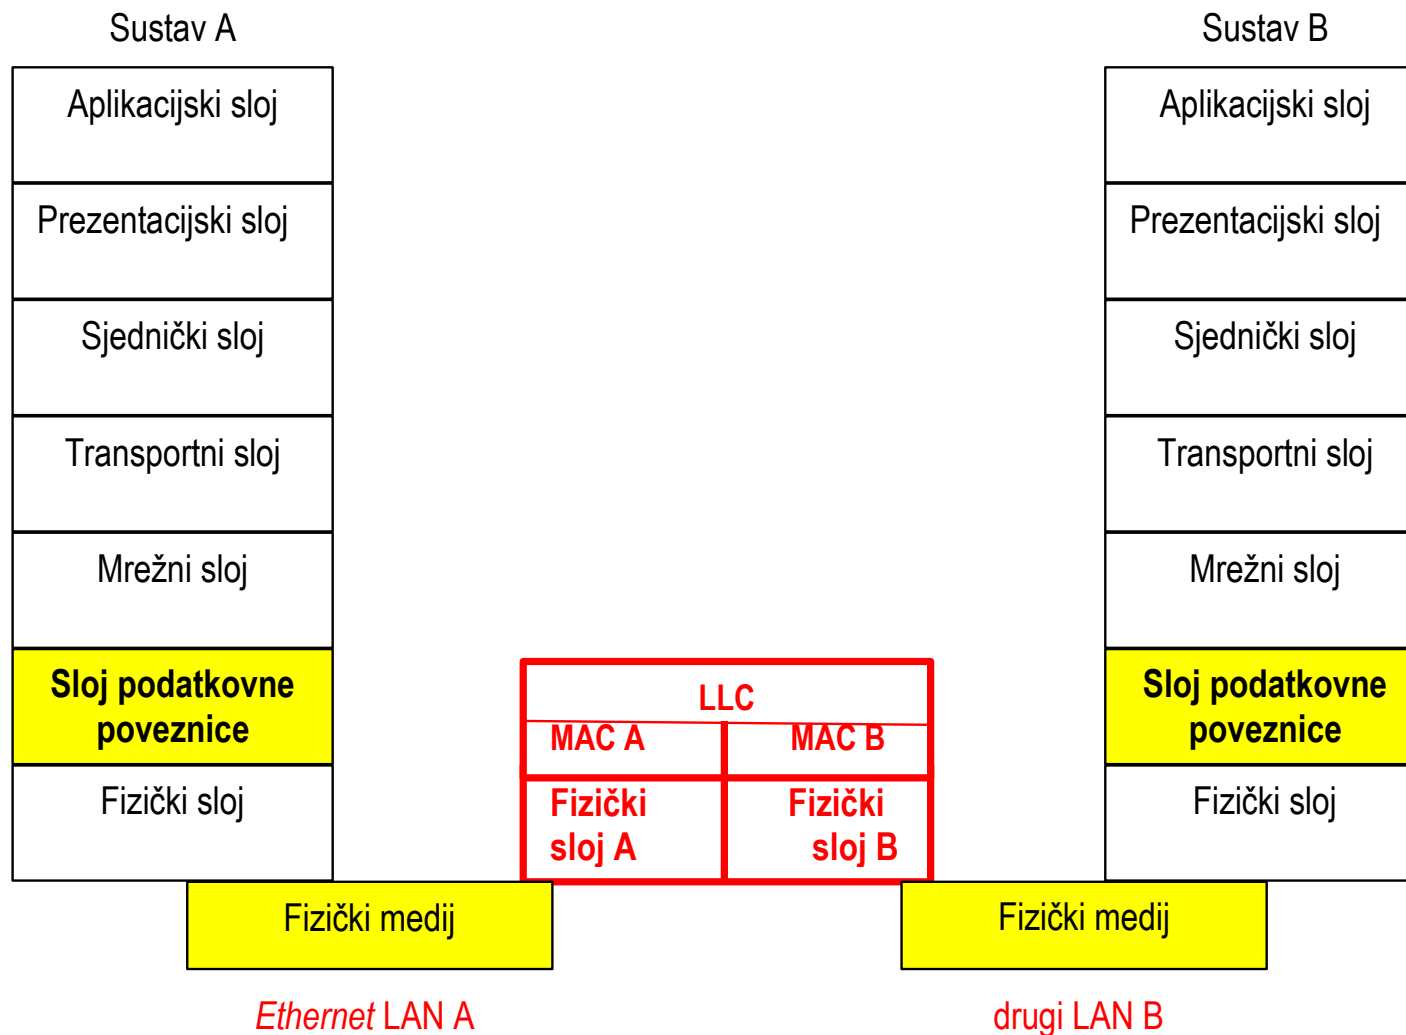 Sustav A
Sustav B
Aplikacijski sloj
Prezentacijski sloj
Sjednički sloj
Transportni sloj
Mrežni sloj
Sloj podatkovne
poveznice
Fizički sloj
Aplikacijski sloj
Prezentacijski sloj
Sjednički sloj
Transportni sloj
Mrežni sloj
Sloj podatkovne
poveznice
Fizički sloj
LLC
MAC A
MAC B
Fizički
sloj A
Fizički
sloj B
Fizički medij
Fizički medij
Ethernet LAN A
drugi LAN B